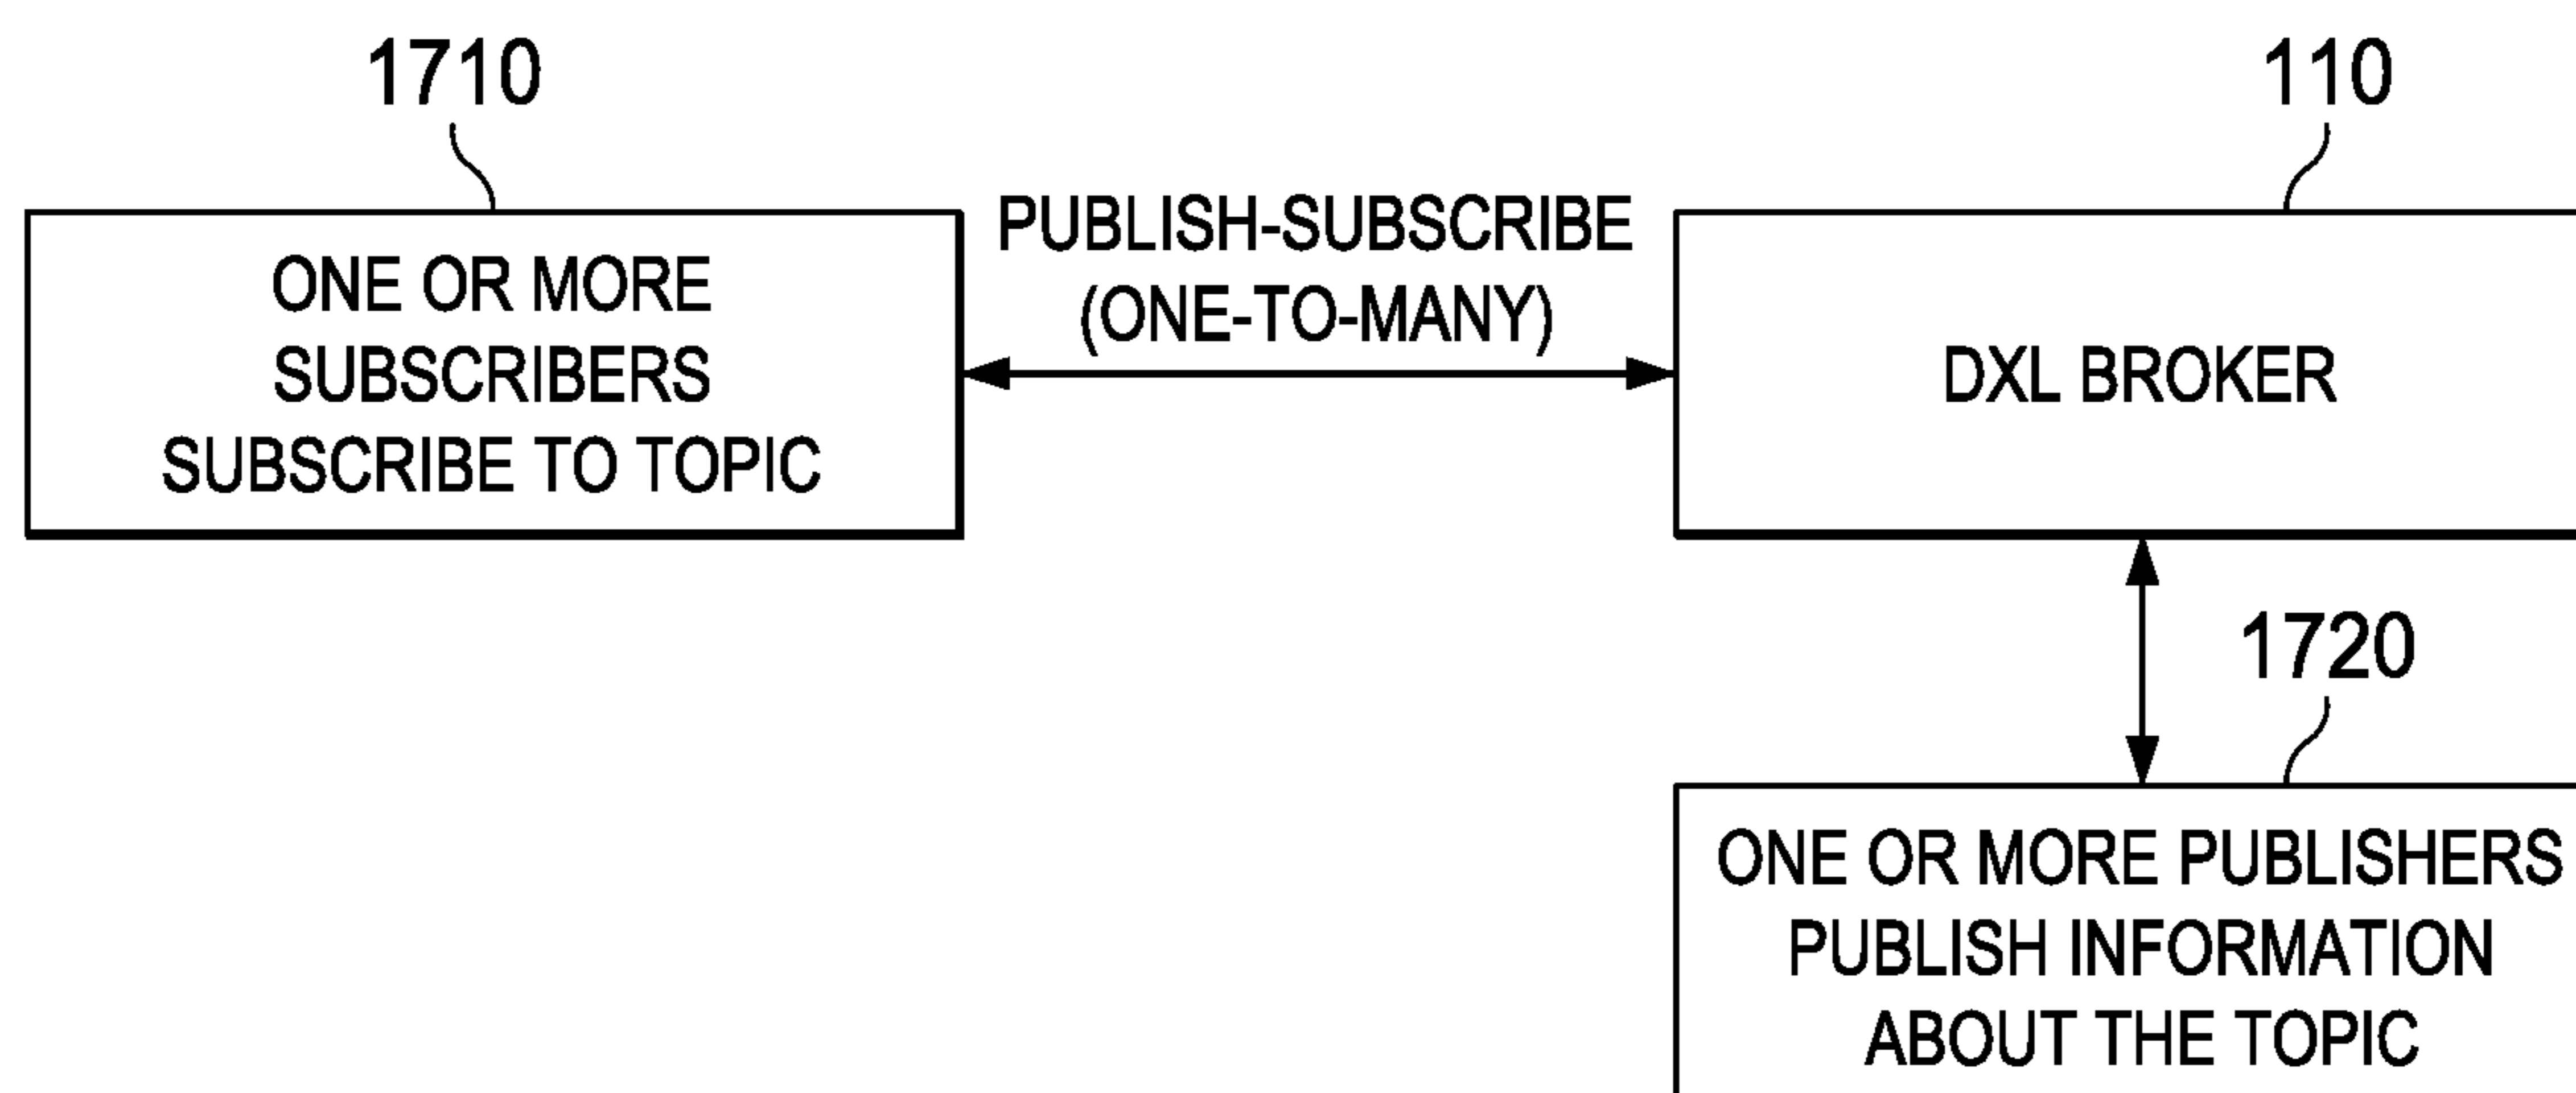 1710
110
ONE OR MORE
SUBSCRIBERS
SUBSCRIBE TO TOPIC
PUBLISH-SUBSCRIBE
(ONE-TO-MANY)
DXL BROKER
1720
ONE OR MORE PUBLISHERS
PUBLISH INFORMATION
ABOUT THE TOPIC